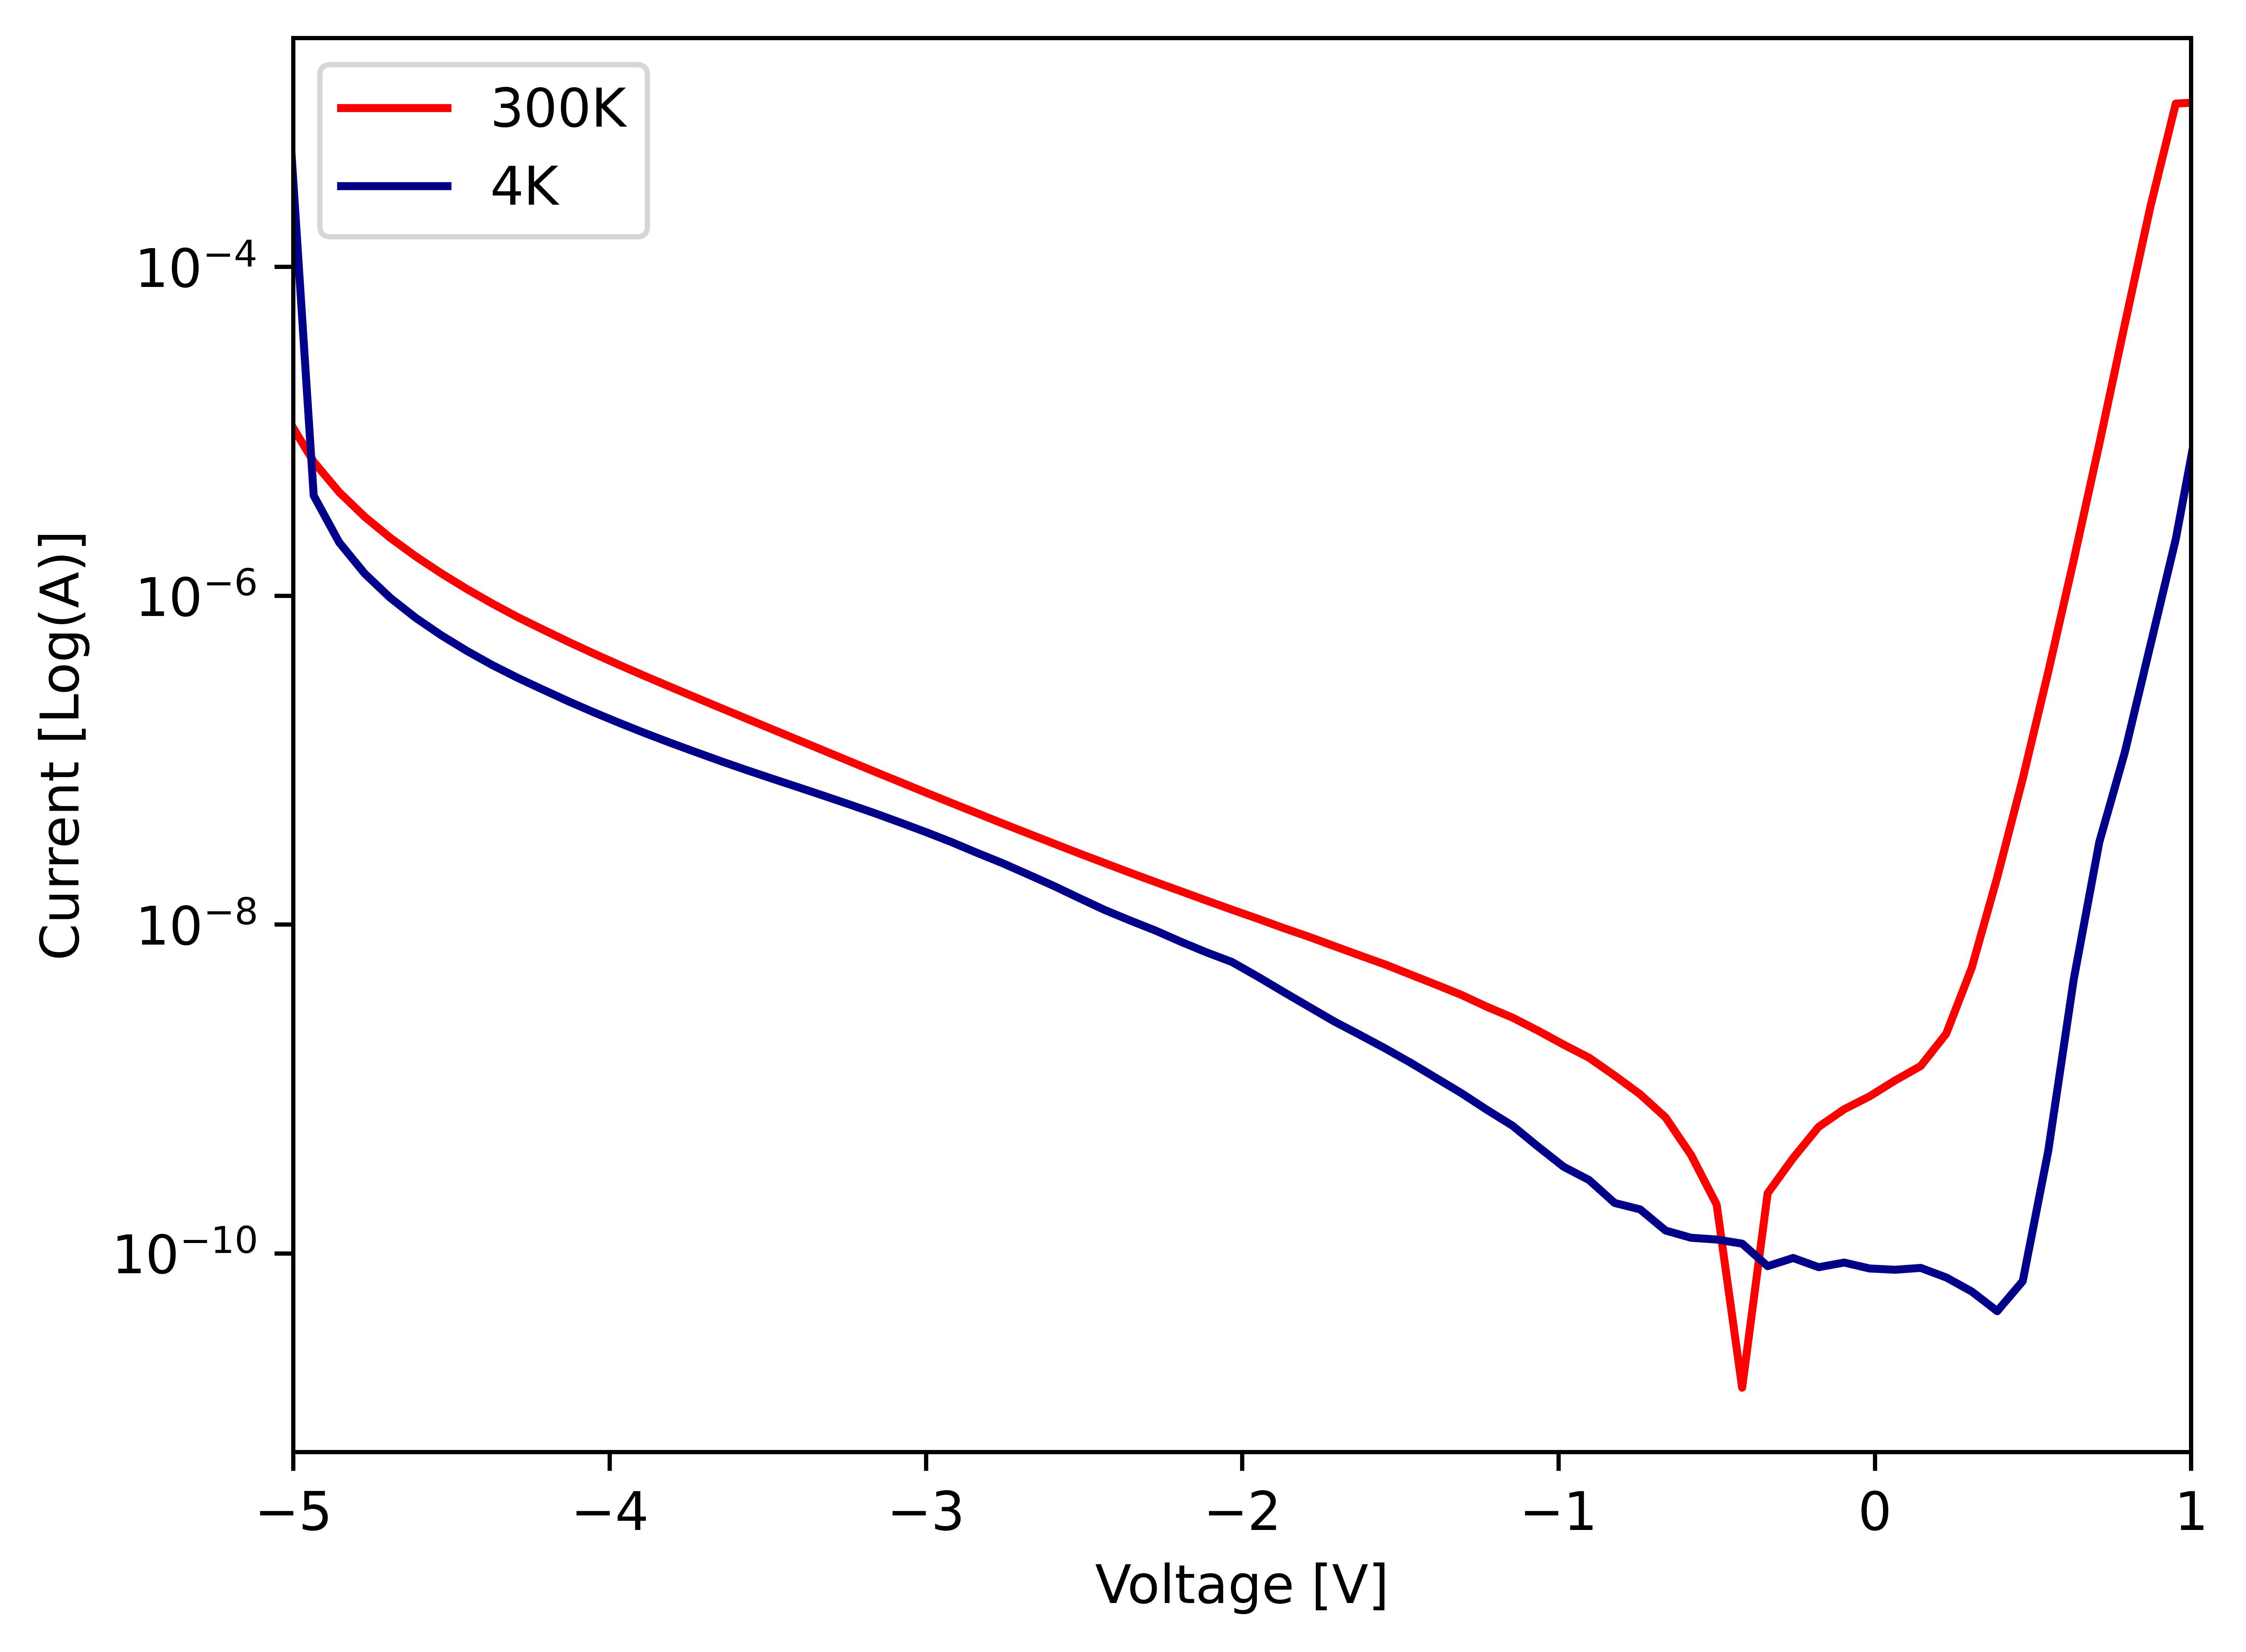 300K
4K
10⁻⁴
10⁻⁶
10⁻⁸
10⁻¹⁰
Current [Log(A)]
−5 −4 −3 −2 −1 0 1
Voltage [V]